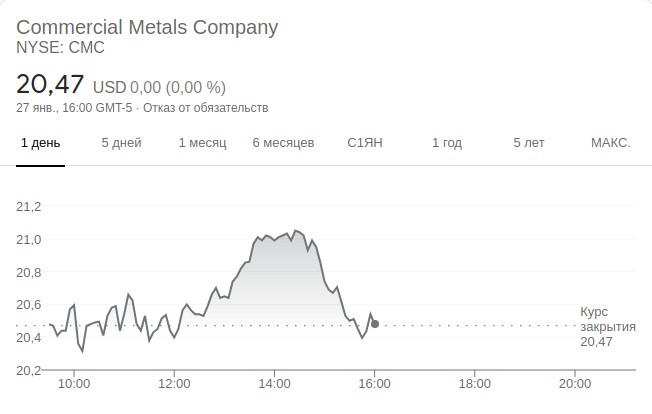 Commercial Metals Company
NYSE: CMC
20,47 USD 0,00 (0,00 %)
27 янв., 16:00 GMT-5 · Отказ от обязательств
1 день 5 дней 1 месяц 6 месяцев С1ЯН 1 год 5 лет МАКС.
21,2
21,0
20,8
20,6
20,4
20,2
Курс
закрытия
20,47
10:00 12:00 14:00 16:00 18:00 20:00